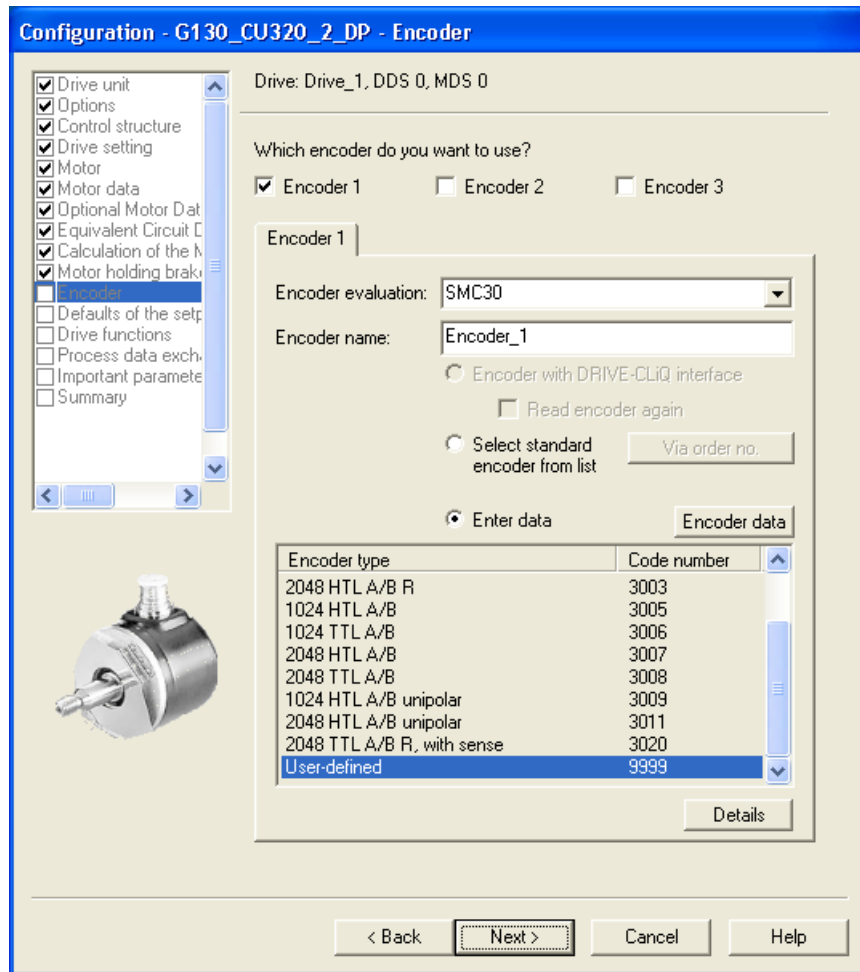 Configuration - G130_CU320_2_DP - Encoder
Drive unit
Options
Control structure
Drive setting
Motor
Motor data
Optional Motor Dat
Equivalent Circuit D
Calculation of the M
Motor holding brake
Encoder
Defaults of the setp
Drive functions
Process data exch
Important paramete
Summary
Drive: Drive_1, DDS 0, MDS 0
Which encoder do you want to use?
Encoder 1 Encoder 2 Encoder 3
Encoder 1
Encoder evaluation: SMC30
Encoder name: Encoder_1
Encoder with DRIVE-CLiQ interface
Read encoder again
Select standard
encoder from list
Via order no.
Enter data Encoder data
Encoder type Code number
2048 HTL A/B R 3003
1024 HTL A/B 3005
1024 TTL A/B 3006
2048 HTL A/B 3007
2048 TTL A/B 3008
1024 HTL A/B unipolar 3009
2048 HTL A/B unipolar 3011
2048 TTL A/B R, with sense 3020
User-defined 9999
Details
< Back Next > Cancel Help